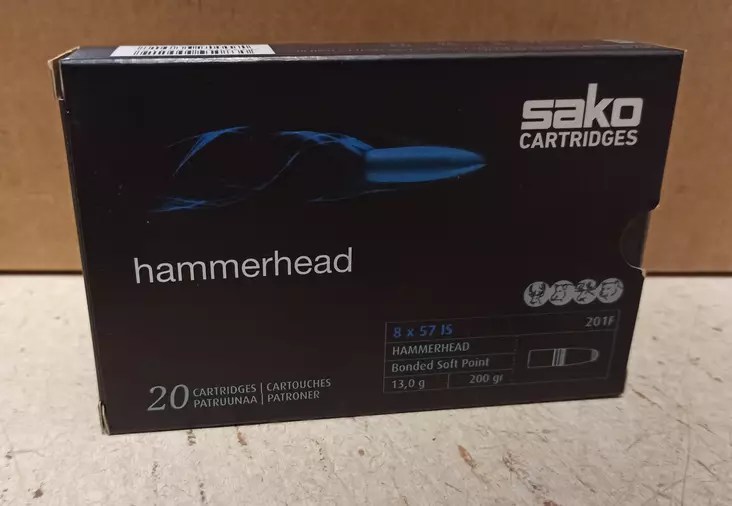 sako
CARTRIDGES
hammerhead
8 x 57 IS 201F
HAMMERHEAD
Bonded Soft Point
13,0 g 200 gr
20 CARTRIDGES | CARTOUCHES
PATRUUNAA | PATRONER